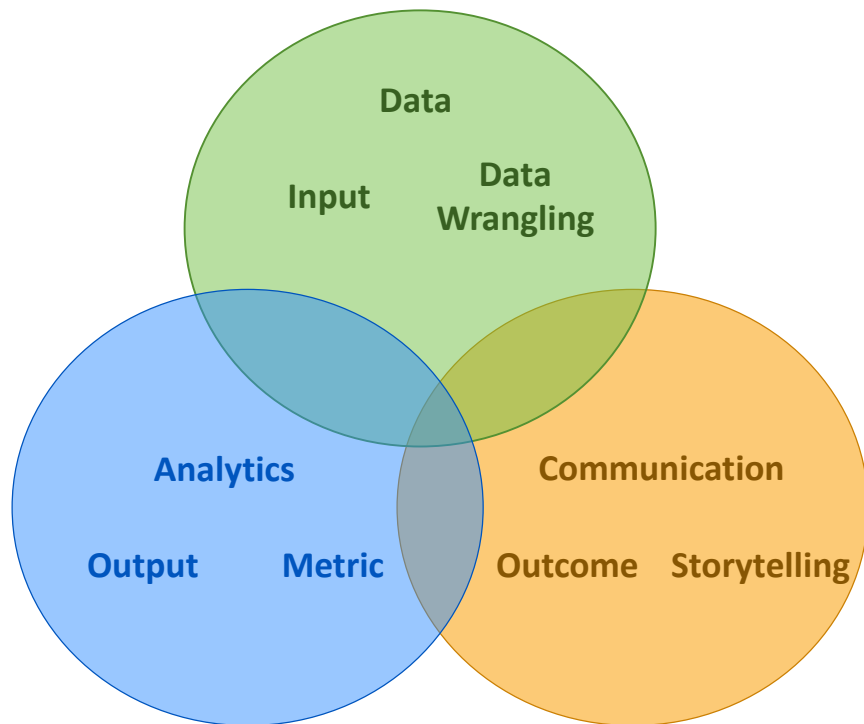 Data
Input
Data
Wrangling
Analytics
Output
Metric
Communication
Outcome
Storytelling